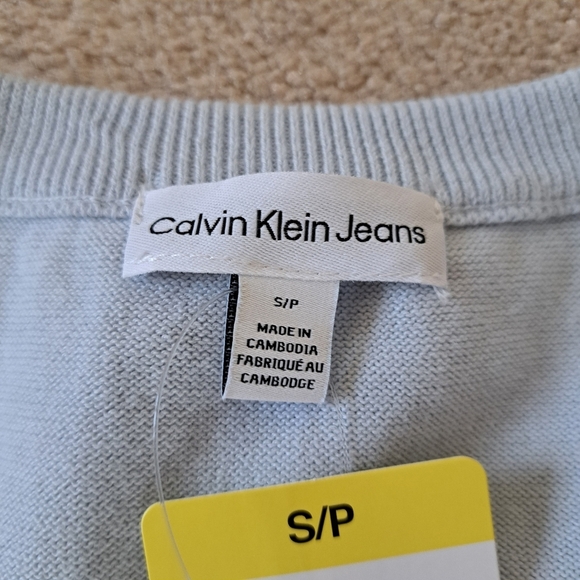 Calvin Klein Jeans
S/P
MADE IN
CAMBODIA
FABRIQUÉ AU
CAMBODGE
S/P